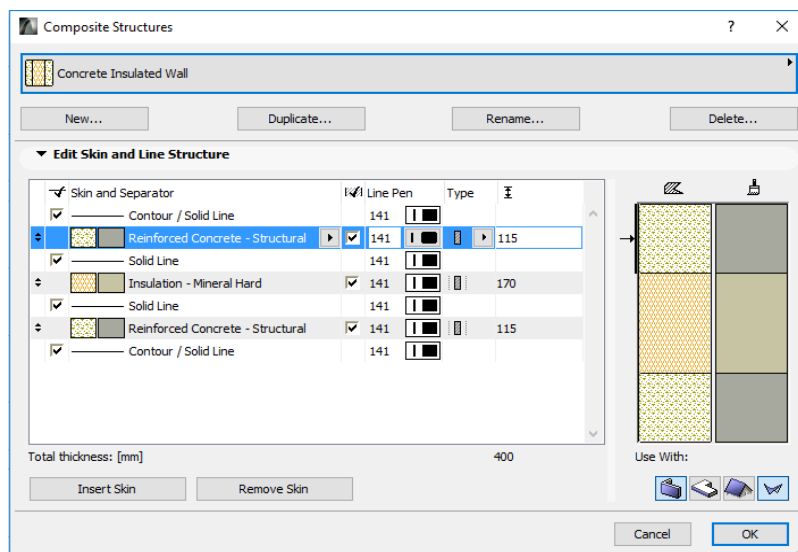 Composite Structures ?
Concrete Insulated Wall
New... Duplicate... Rename... Delete...
Edit Skin and Line Structure
Skin and Separator Line Pen Type
Contour / Solid Line 141
Reinforced Concrete - Structural 141 115
Solid Line 141
Insulation - Mineral Hard 141 170
Solid Line 141
Reinforced Concrete - Structural 141 115
Contour / Solid Line 141
Total thickness: [mm] 400 Use With:
Insert Skin Remove Skin
Cancel OK